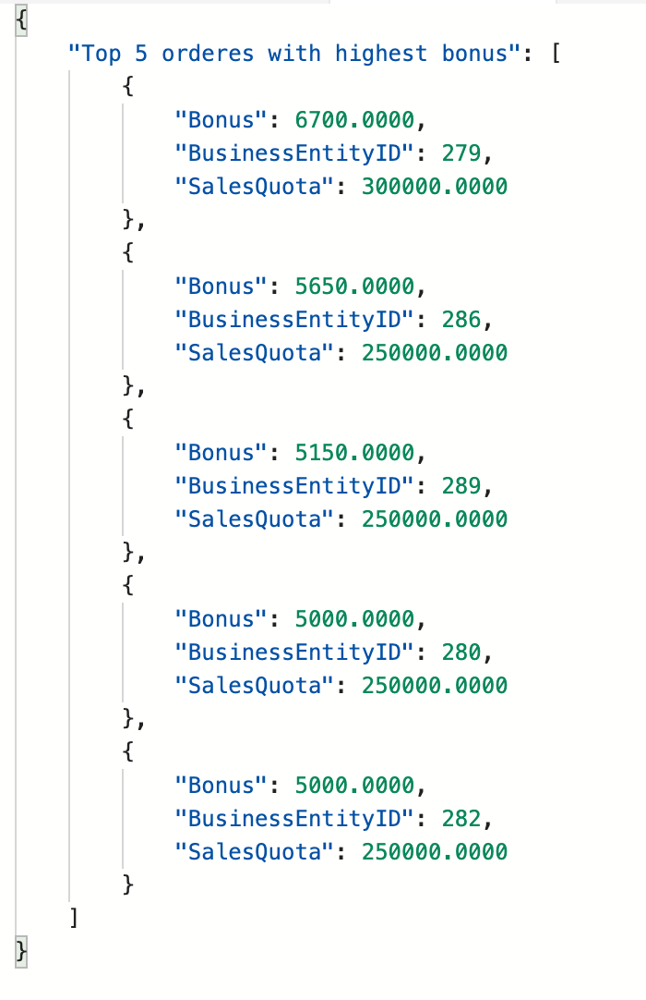 {
"Top 5 orderes with highest bonus": [
{
"Bonus": 6700.0000,
"BusinessEntityID": 279,
"SalesQuota": 300000.0000
},
{
"Bonus": 5650.0000,
"BusinessEntityID": 286,
"SalesQuota": 250000.0000
},
{
"Bonus": 5150.0000,
"BusinessEntityID": 289,
"SalesQuota": 250000.0000
},
{
"Bonus": 5000.0000,
"BusinessEntityID": 280,
"SalesQuota": 250000.0000
},
{
"Bonus": 5000.0000,
"BusinessEntityID": 282,
"SalesQuota": 250000.0000
}
]
}